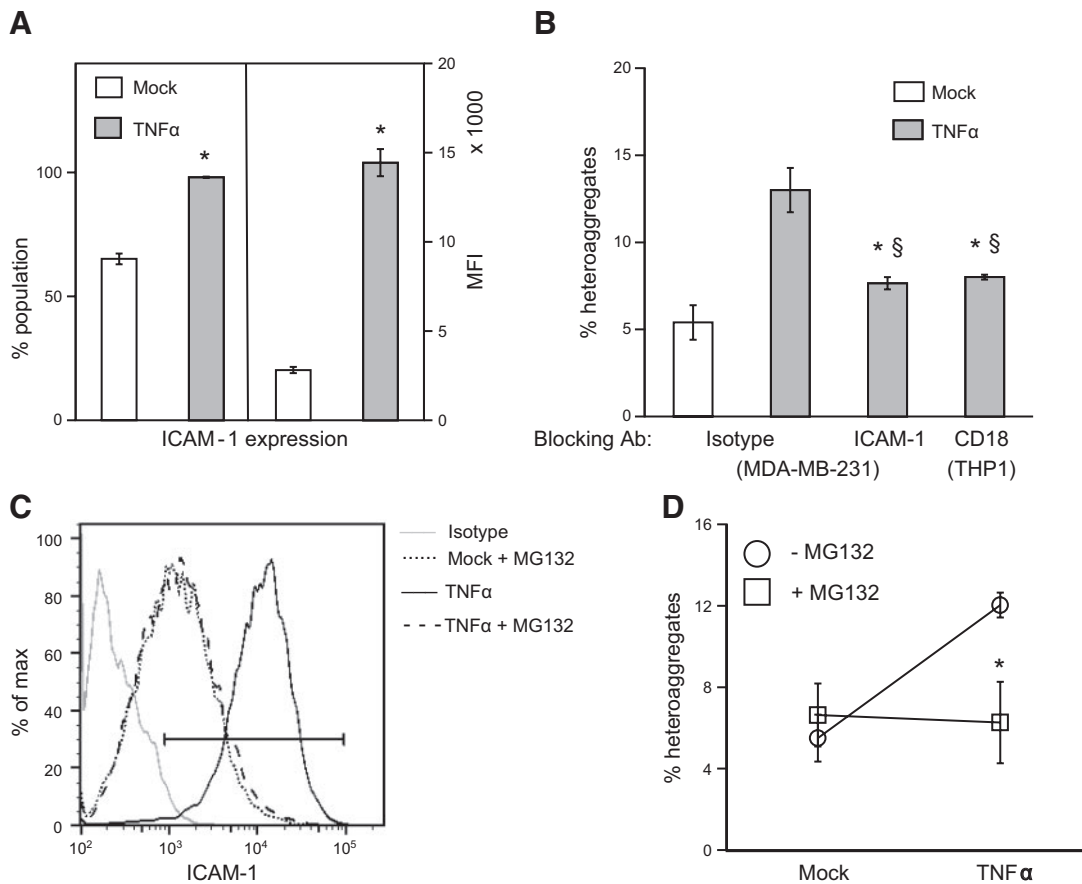 A
Mock
TNFα
*
*
% population
0
50
100
0
5
10
15
20
MFI
x 1000
ICAM-1 expression
B
Mock
TNFα
% heteroaggregates
0
5
10
15
20
* §
* §
Blocking Ab:
Isotype
ICAM-1
CD18
(MDA-MB-231)
(THP1)
C
Isotype
Mock + MG132
TNFα
TNFα + MG132
% of max
100
80
60
40
20
0
10²
10³
10⁴
10⁵
ICAM-1
D
- MG132
+ MG132
% heteroaggregates
16
12
8
4
0
*
Mock
TNFα